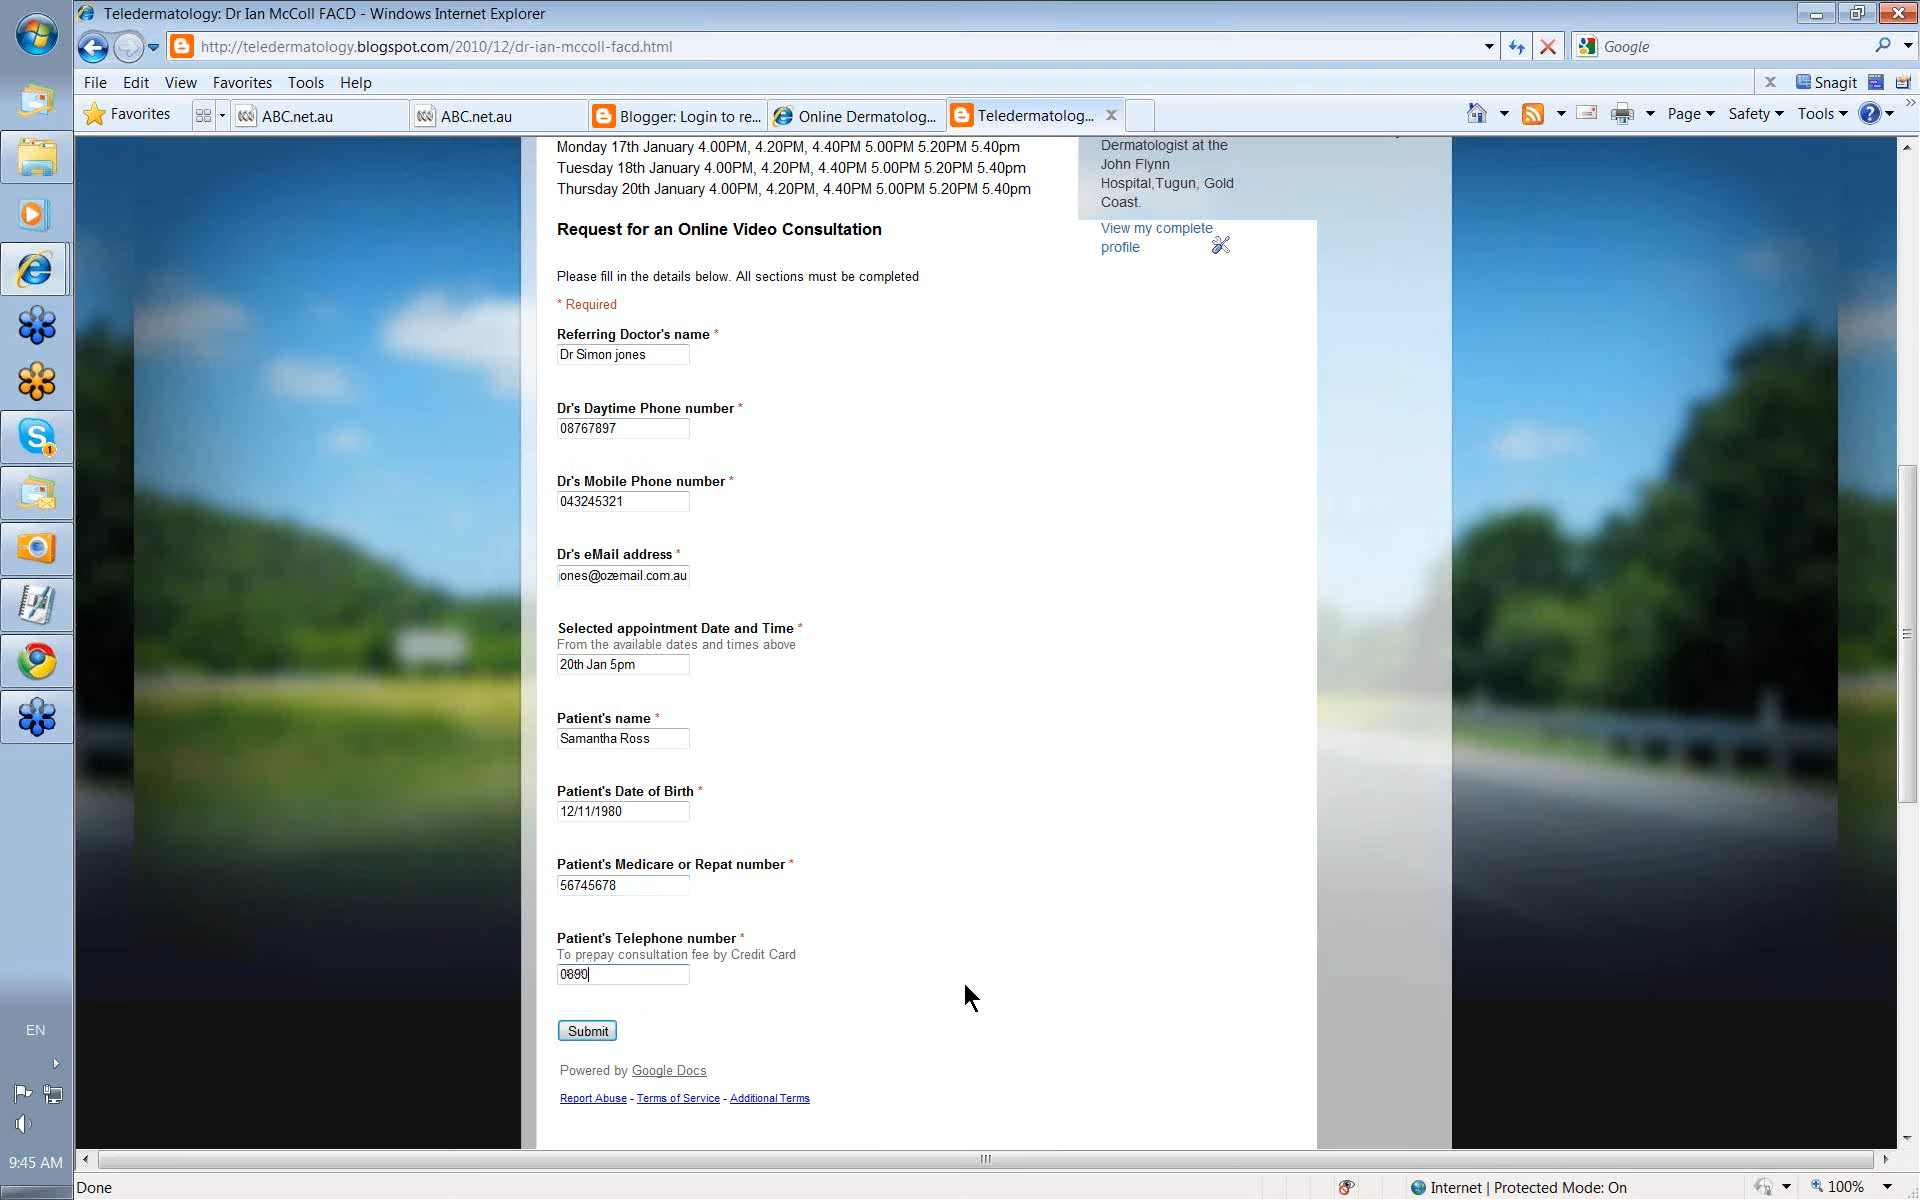 Teledermatology: Dr Ian McColl FACD - Windows Internet Explorer
http://teledermatology.blogspot.com/2010/12/dr-ian-mccoll-facd.html
Google
File Edit View Favorites Tools Help
Snagit
Favorites
ABC.net.au
ABC.net.au
Blogger: Login to re...
Online Dermatolog...
Teledermatolog...
Page Safety Tools
Monday 17th January 4.00PM, 4.20PM, 4.40PM 5.00PM 5.20PM 5.40pm
Tuesday 18th January 4.00PM, 4.20PM, 4.40PM 5.00PM 5.20PM 5.40pm
Thursday 20th January 4.00PM, 4.20PM, 4.40PM 5.00PM 5.20PM 5.40pm
Dermatologist at the
John Flynn
Hospital,Tugun, Gold
Coast.
View my complete
profile
Request for an Online Video Consultation
Please fill in the details below. All sections must be completed
* Required
Referring Doctor's name *
Dr Simon jones
Dr's Daytime Phone number *
08767897
Dr's Mobile Phone number *
043245321
Dr's eMail address *
jones@ozemail.com.au
Selected appointment Date and Time *
From the available dates and times above
20th Jan 5pm
Patient's name *
Samantha Ross
Patient's Date of Birth *
12/11/1980
Patient's Medicare or Repat number *
56745678
Patient's Telephone number *
To prepay consultation fee by Credit Card
0890
Submit
Powered by Google Docs
Report Abuse - Terms of Service - Additional Terms
EN
9:45 AM
Done
Internet | Protected Mode: On
100%